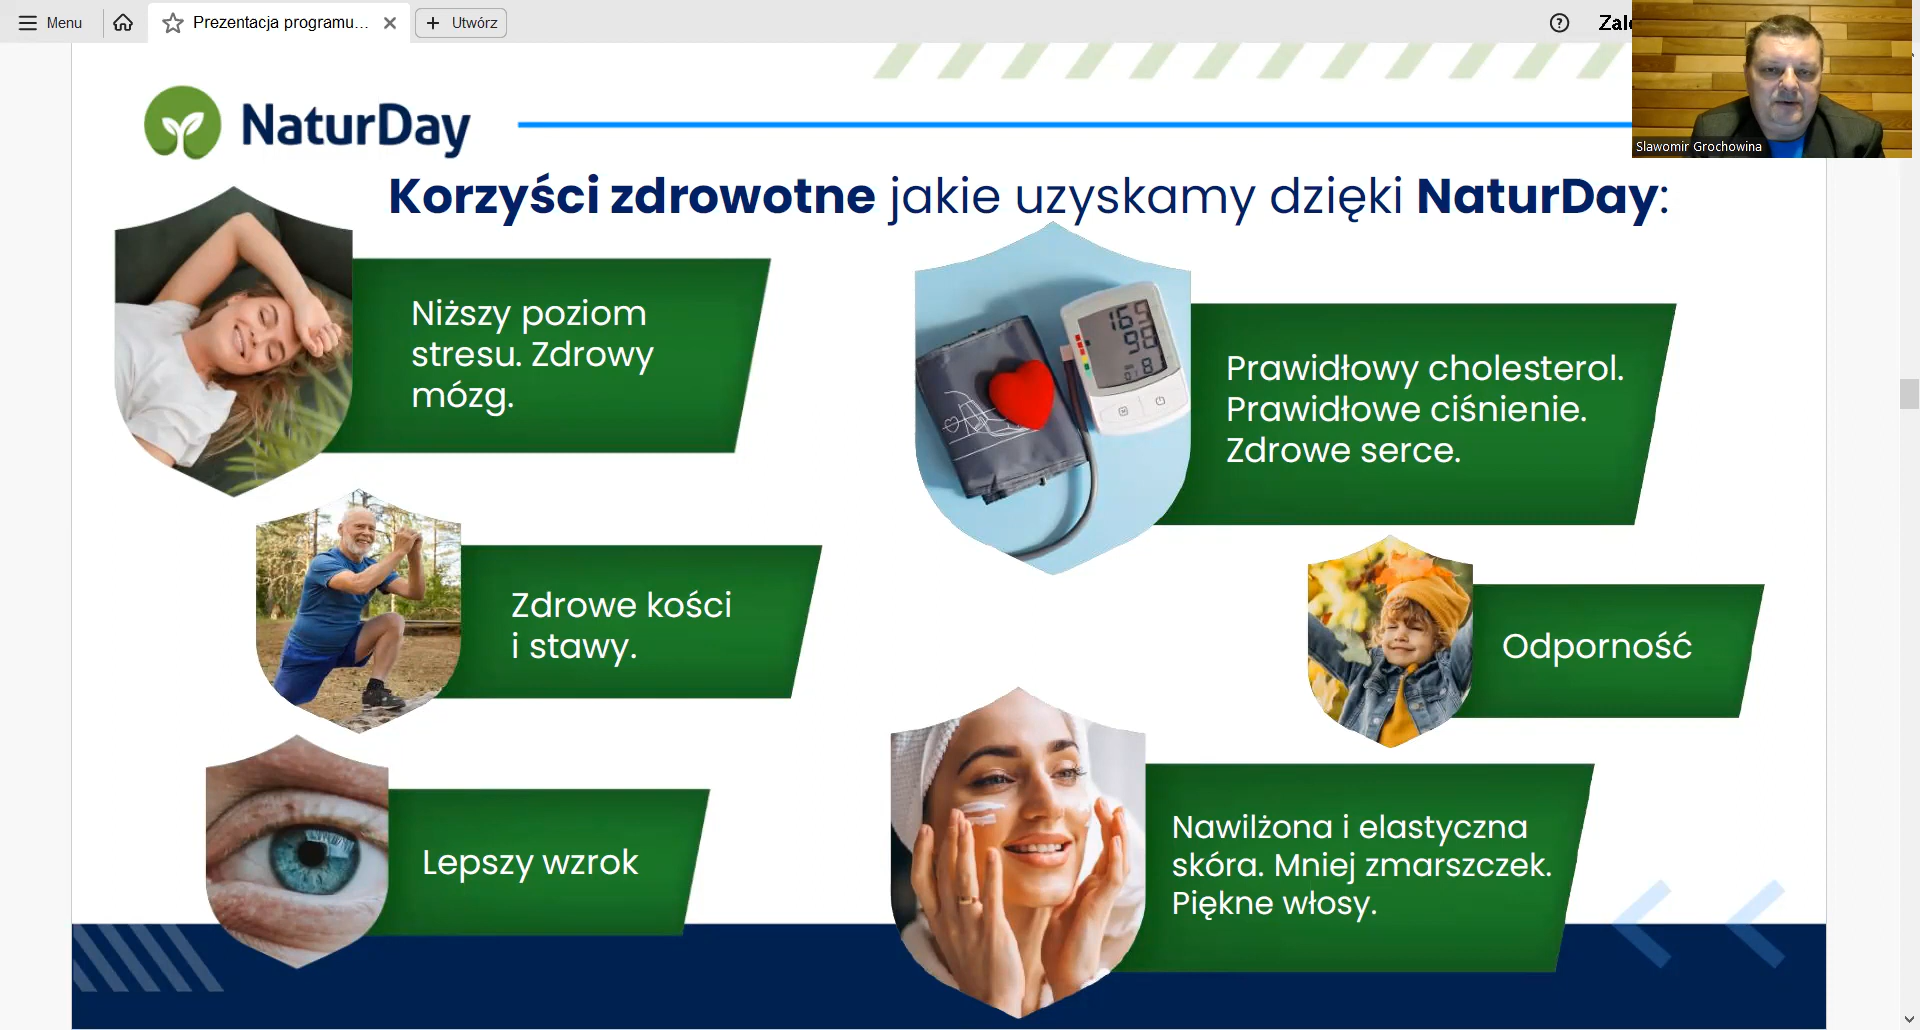 Menu
Prezentacja programu...
Utwórz
Slawomir Grochowina
NaturDay
Korzyści zdrowotne jakie uzyskamy dzięki NaturDay:
Niższy poziom
stresu. Zdrowy
mózg.
Prawidłowy cholesterol.
Prawidłowe ciśnienie.
Zdrowe serce.
Zdrowe kości
i stawy.
Odporność
Lepszy wzrok
Nawilżona i elastyczna
skóra. Mniej zmarszczek.
Piękne włosy.